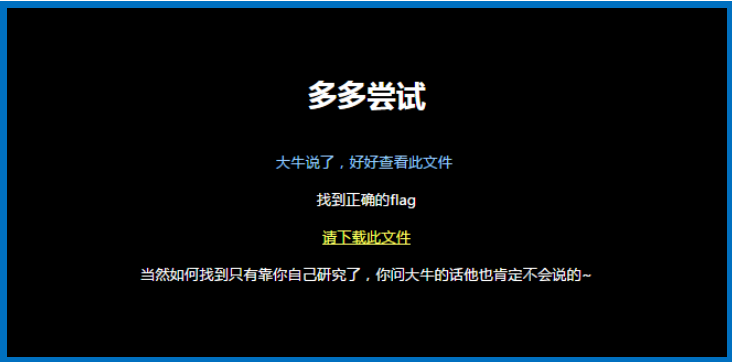 多多尝试
大牛说了，好好查看此文件
找到正确的flag
请下载此文件
当然如何找到只有靠你自己研究了，你问大牛的话他也肯定不会说的~